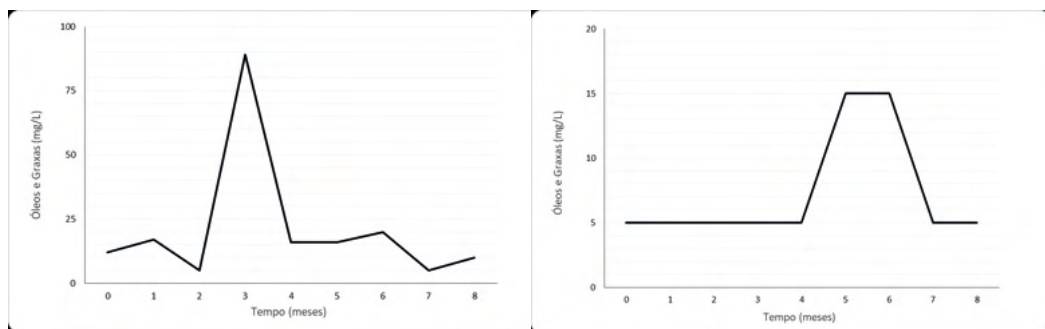 100
75
50
25
0
Óleos e Graxas (mg/L)
0 1 2 3 4 5 6 7 8
Tempo (meses)
20
15
10
5
0
Óleos e Graxas (mg/L)
0 1 2 3 4 5 6 7 8
Tempo (meses)